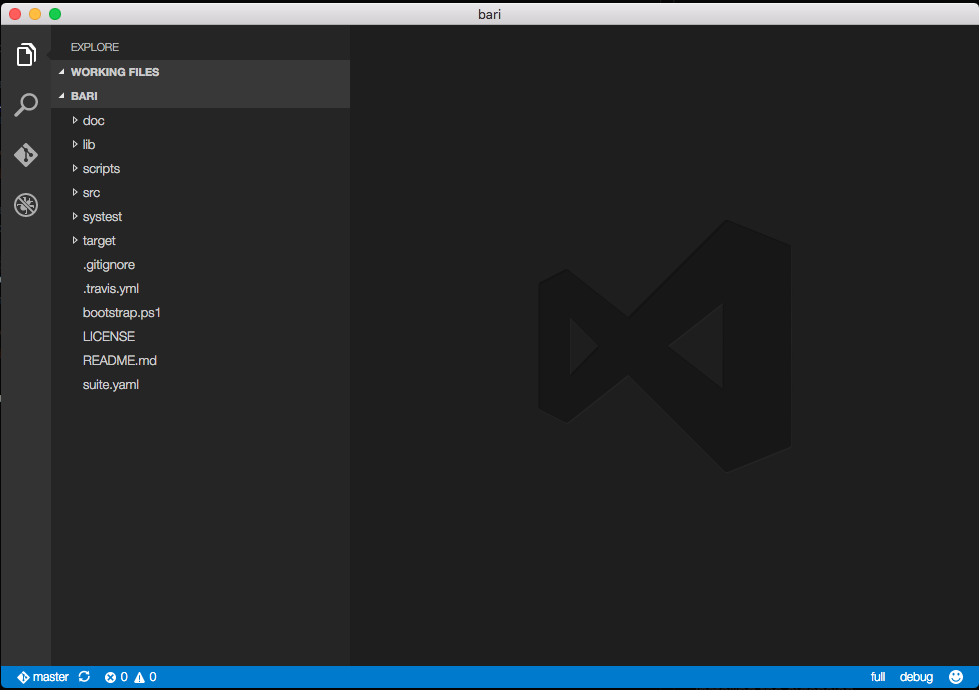 bari
EXPLORE
WORKING FILES
BARI
doc
lib
scripts
src
systest
target
.gitignore
.travis.yml
bootstrap.ps1
LICENSE
README.md
suite.yaml
master 0 0 full debug